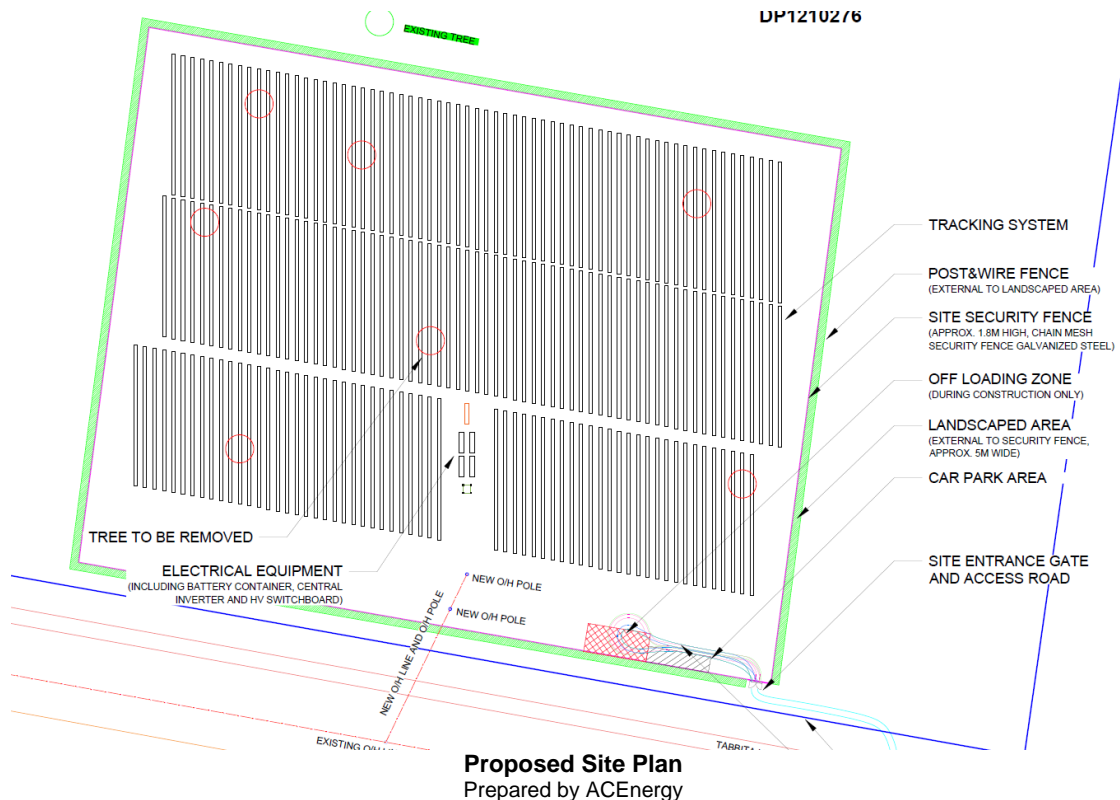 DP1210276
EXISTING TREE
TRACKING SYSTEM
POST&WIRE FENCE
(EXTERNAL TO LANDSCAPED AREA)
SITE SECURITY FENCE
(APPROX. 1.8M HIGH, CHAIN MESH
SECURITY FENCE GALVANIZED STEEL)
OFF LOADING ZONE
(DURING CONSTRUCTION ONLY)
LANDSCAPED AREA
(EXTERNAL TO SECURITY FENCE,
APPROX. 5M WIDE)
CAR PARK AREA
SITE ENTRANCE GATE
AND ACCESS ROAD
TREE TO BE REMOVED
ELECTRICAL EQUIPMENT
(INCLUDING BATTERY CONTAINER, CENTRAL
INVERTER AND HV SWITCHBOARD)
NEW O/H POLE
NEW O/H POLE
NEW O/H LINE AND O/H POLE
EXISTING O/H
TABBITA
Proposed Site Plan
Prepared by ACEnergy